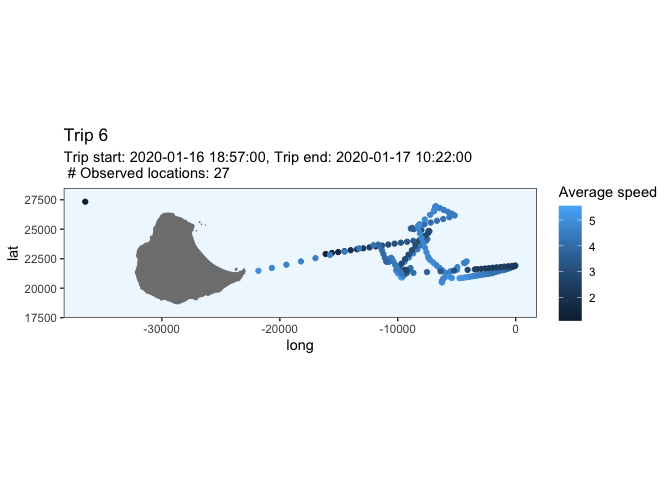 Trip 6
Trip start: 2020-01-16 18:57:00, Trip end: 2020-01-17 10:22:00
# Observed locations: 27
Average speed
27500
25000
22500
20000
17500
lat
5
4
3
2
-30000 -20000 -10000 0
long